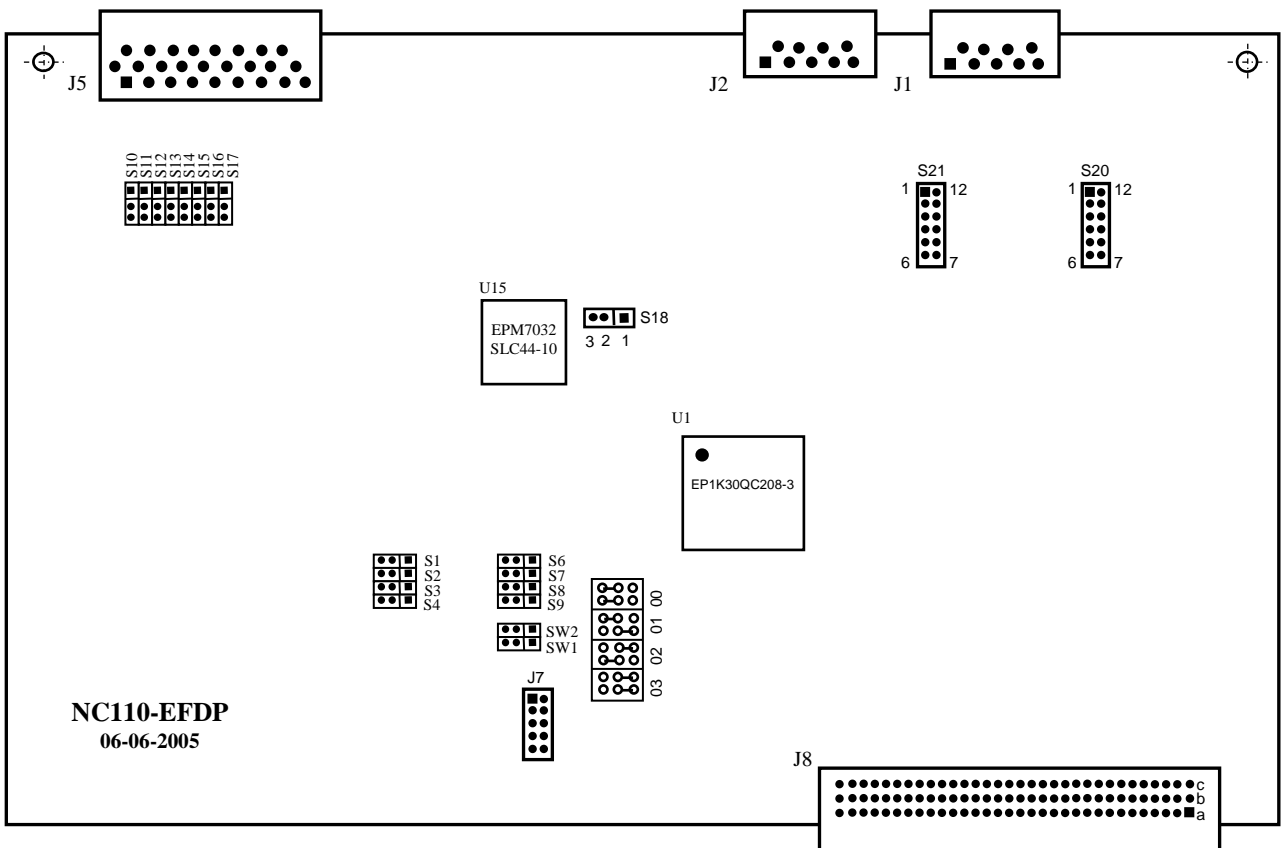 J5
J2
J1
S10
S11
S12
S13
S14
S15
S16
S17
S21
1 12
6 7
S20
1 12
6 7
U15
EPM7032
SLC44-10
S18
3 2 1
U1
EP1K30QC208-3
S1
S2
S3
S4
S6
S7
S8
S9
SW2
SW1
00
01
02
03
J7
NC110-EFDP
06-06-2005
J8
c
b
a